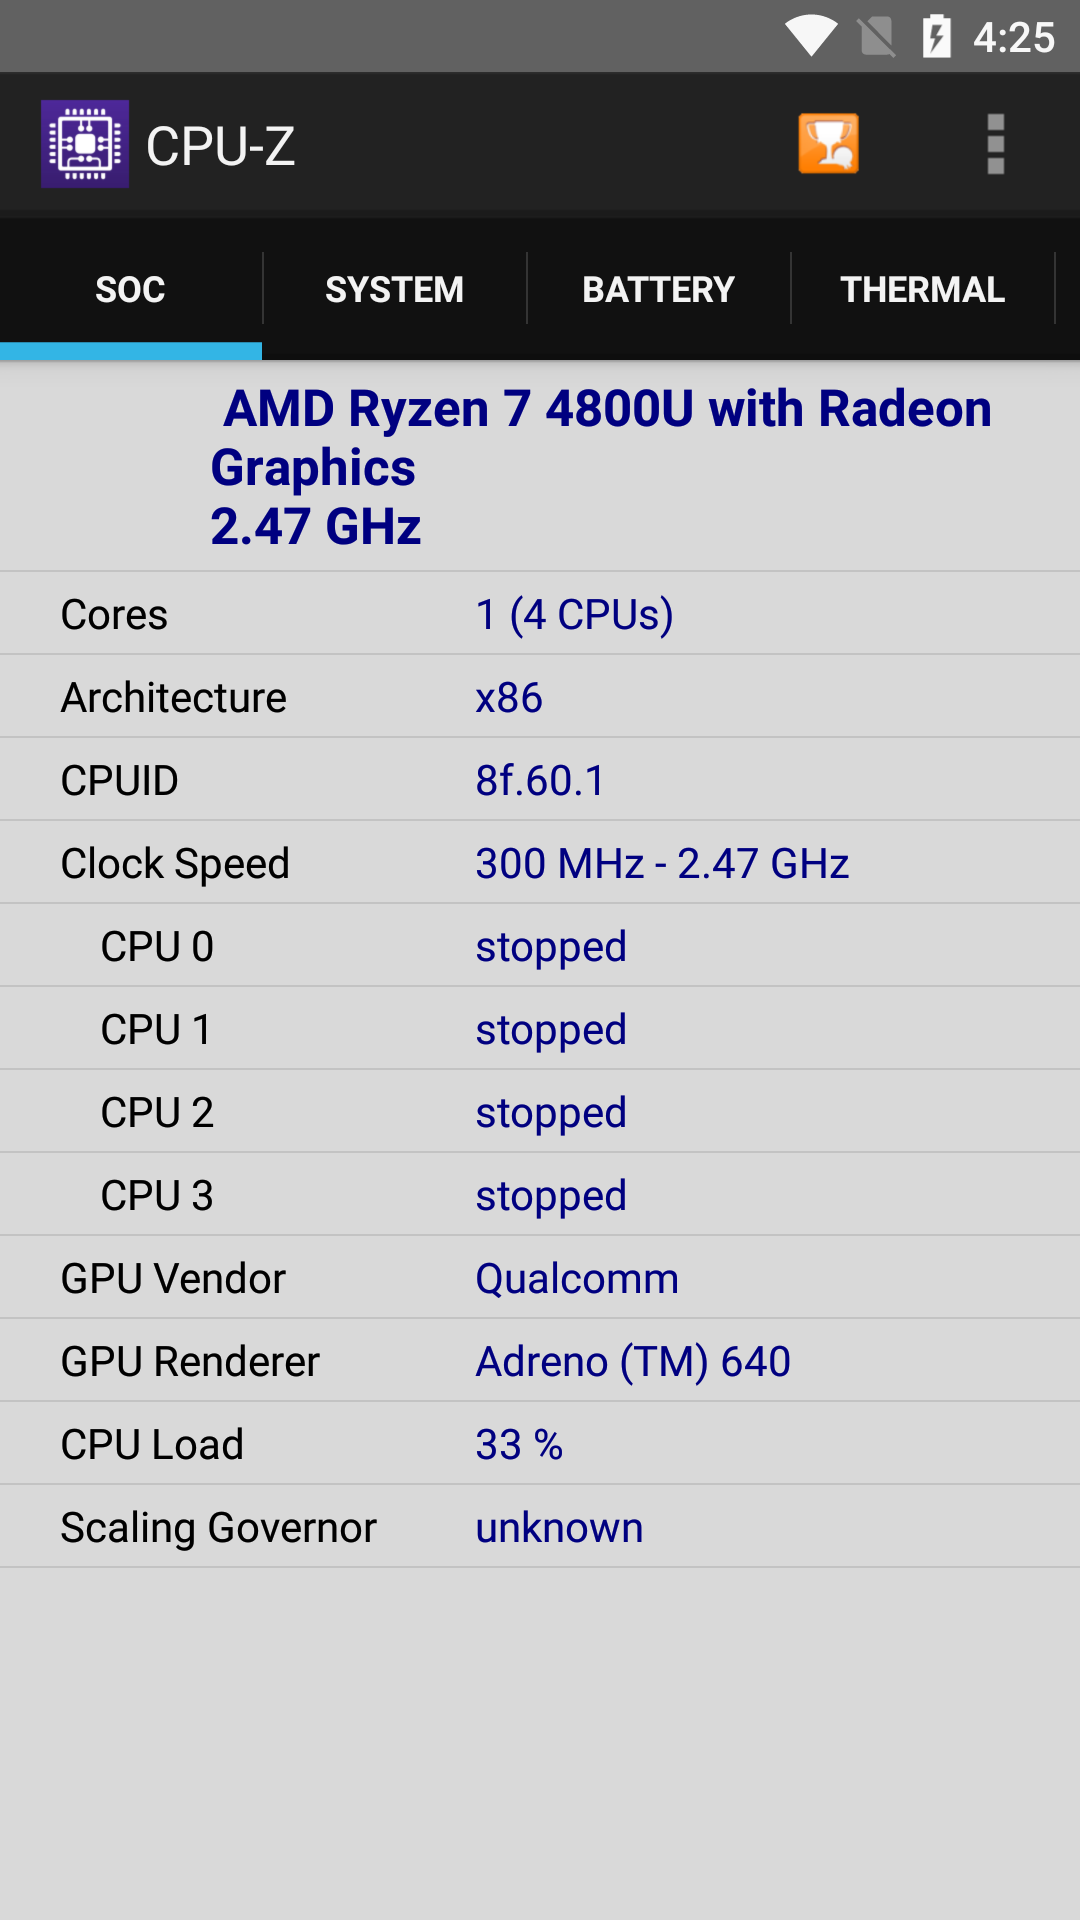 4:25
CPU-Z
SOC SYSTEM BATTERY THERMAL
AMD Ryzen 7 4800U with Radeon
Graphics
2.47 GHz
Cores 1 (4 CPUs)
Architecture x86
CPUID 8f.60.1
Clock Speed 300 MHz - 2.47 GHz
CPU 0 stopped
CPU 1 stopped
CPU 2 stopped
CPU 3 stopped
GPU Vendor Qualcomm
GPU Renderer Adreno (TM) 640
CPU Load 33 %
Scaling Governor unknown